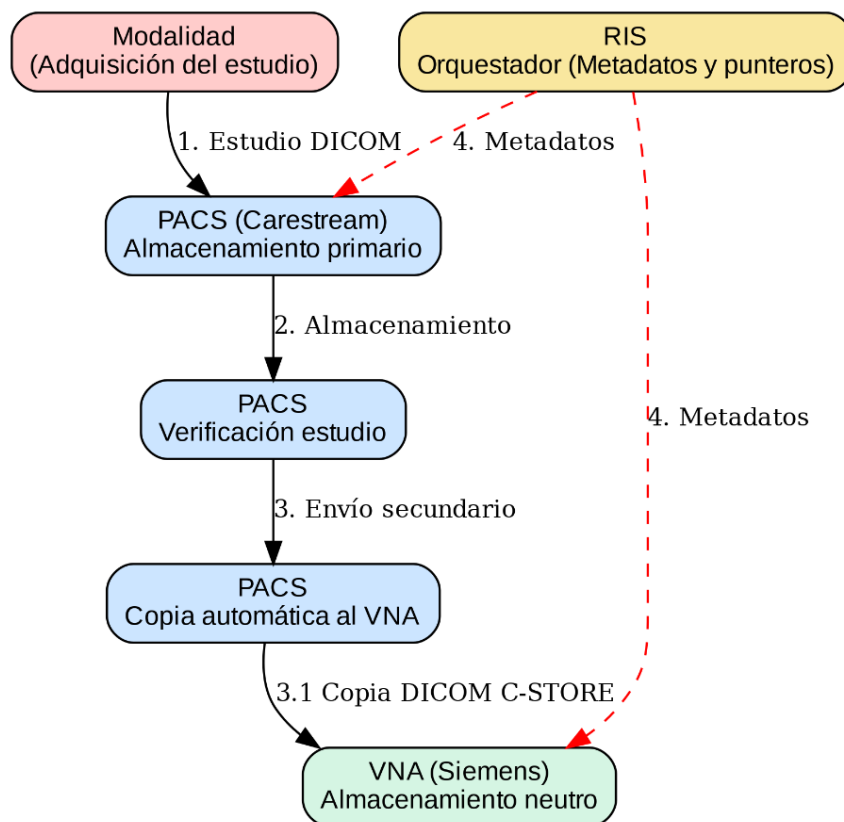 Modalidad
(Adquisición del estudio)
RIS
Orquestador (Metadatos y punteros)
1. Estudio DICOM
4. Metadatos
PACS (Carestream)
Almacenamiento primario
2. Almacenamiento
PACS
Verificación estudio
4. Metadatos
3. Envío secundario
PACS
Copia automática al VNA
3.1 Copia DICOM C-STORE
VNA (Siemens)
Almacenamiento neutro